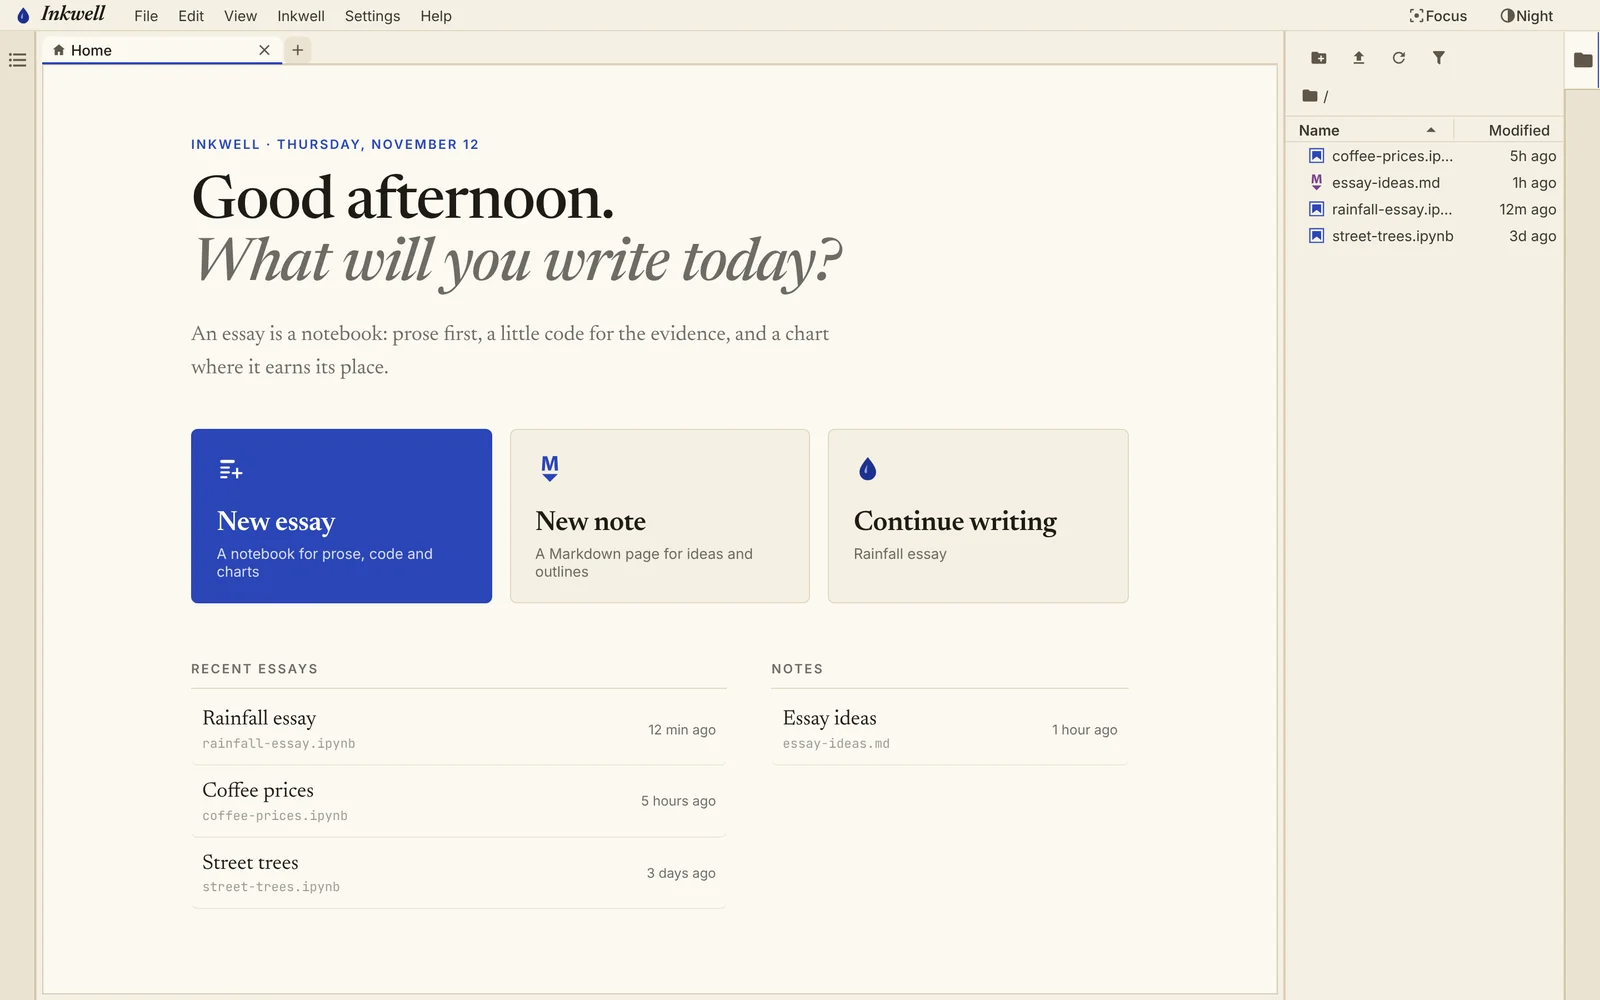 Inkwell
File Edit View Inkwell Settings Help
Focus
Night
Home
INKWELL · THURSDAY, NOVEMBER 12
Good afternoon.
What will you write today?
An essay is a notebook: prose first, a little code for the evidence, and a chart
where it earns its place.
New essay
A notebook for prose, code and
charts
New note
A Markdown page for ideas and
outlines
Continue writing
Rainfall essay
RECENT ESSAYS
Rainfall essay
rainfall-essay.ipynb
12 min ago
Coffee prices
coffee-prices.ipynb
5 hours ago
Street trees
street-trees.ipynb
3 days ago
NOTES
Essay ideas
essay-ideas.md
1 hour ago
/
Name Modified
coffee-prices.ip... 5h ago
essay-ideas.md 1h ago
rainfall-essay.ip... 12m ago
street-trees.ipynb 3d ago